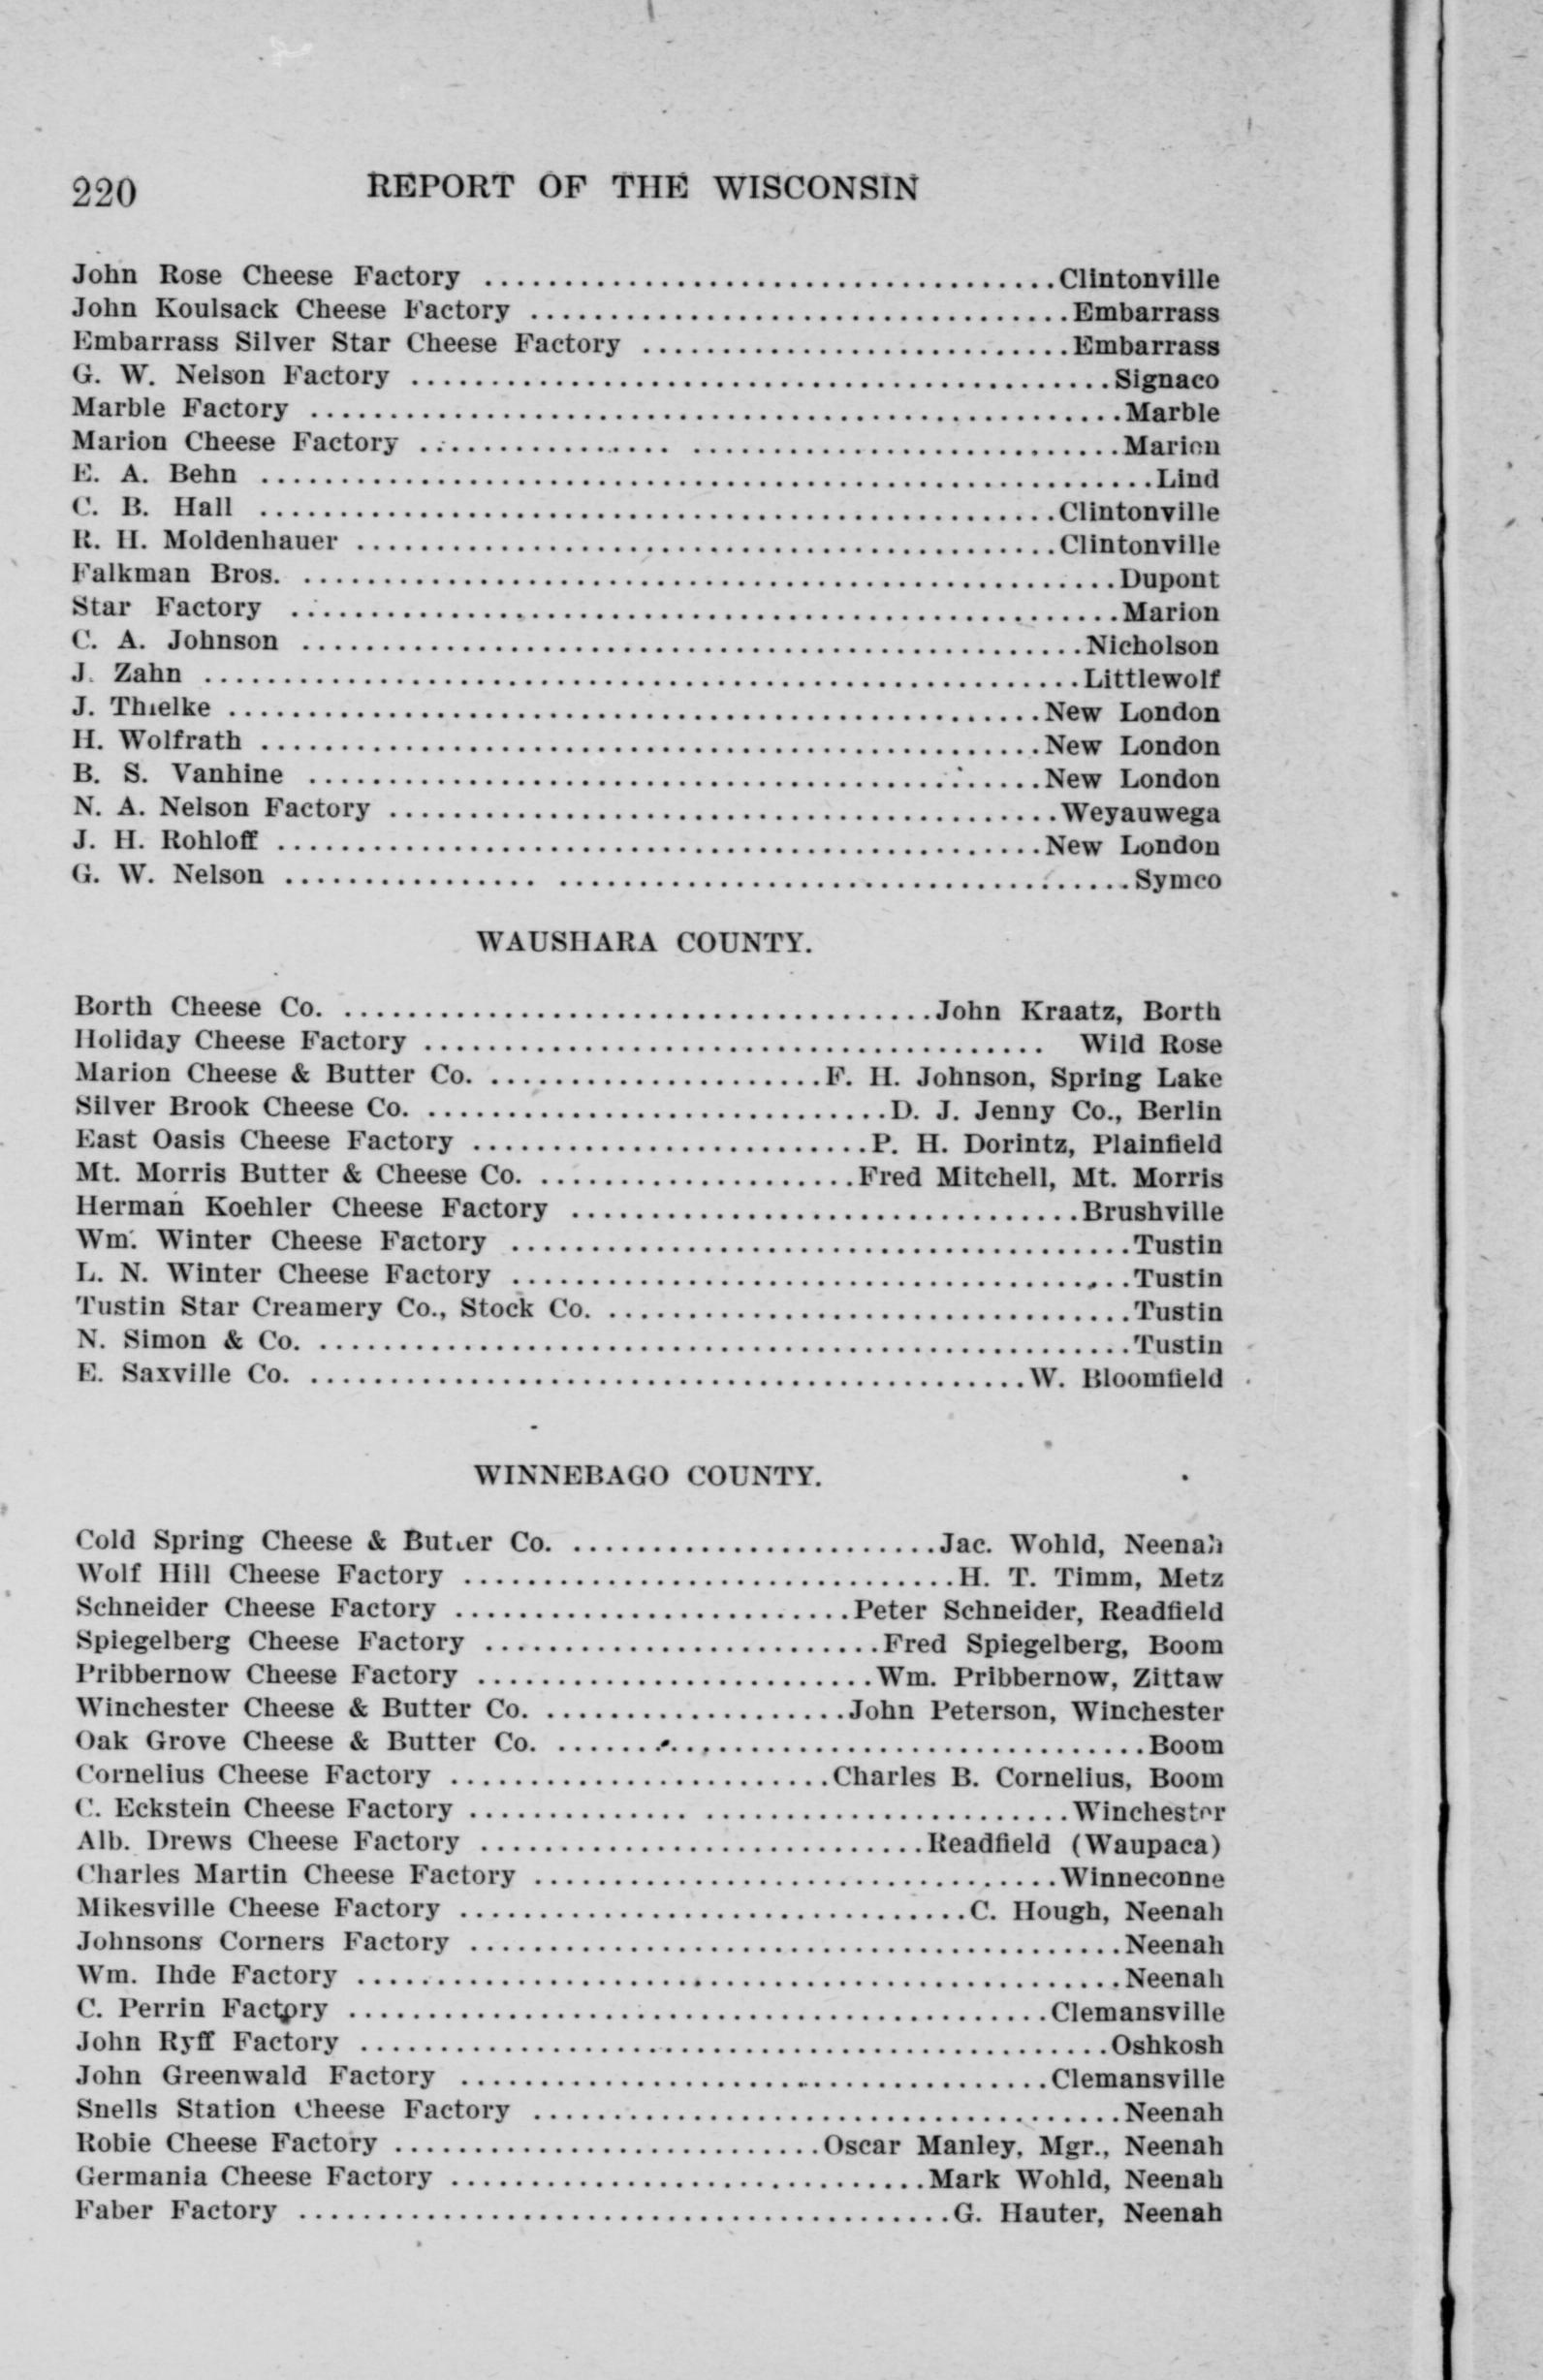 220 REPORT OF THE WISCONSIN
John Rose Cheese Factory ........ Clintonville
John Koulsack Cheese Factory ........ Embarrass
Embarrass Silver Star Cheese Factory ........ Embarrass
G. W. Nelson Factory ........ Signaco
Marble Factory ........ Marble
Marion Cheese Factory ........ Marion
E. A. Behn ........ Lind
C. B. Hall ........ Clintonville
R. H. Moldenhauer ........ Clintonville
Falkman Bros. ........ Dupont
Star Factory ........ Marion
C. A. Johnson ........ Nicholson
J. Zahn ........ Littlewolf
J. Thielke ........ New London
H. Wolfrath ........ New London
B. S. Vanhine ........ New London
N. A. Nelson Factory ........ Weyauwega
J. H. Rohloff ........ New London
G. W. Nelson ........ Symco
WAUSHARA COUNTY.
Borth Cheese Co. ........ John Kraatz, Borth
Holiday Cheese Factory ........ Wild Rose
Marion Cheese & Butter Co. ........ F. H. Johnson, Spring Lake
Silver Brook Cheese Co. ........ D. J. Jenny Co., Berlin
East Oasis Cheese Factory ........ P. H. Dorintz, Plainfield
Mt. Morris Butter & Cheese Co. ........ Fred Mitchell, Mt. Morris
Herman Koehler Cheese Factory ........ Brushville
Wm. Winter Cheese Factory ........ Tustin
L. N. Winter Cheese Factory ........ Tustin
Tustin Star Creamery Co., Stock Co. ........ Tustin
N. Simon & Co. ........ Tustin
E. Saxville Co. ........ W. Bloomfield
WINNEBAGO COUNTY.
Cold Spring Cheese & Butter Co. ........ Jac. Wohld, Neenah
Wolf Hill Cheese Factory ........ H. T. Timm, Metz
Schneider Cheese Factory ........ Peter Schneider, Readfield
Spiegelberg Cheese Factory ........ Fred Spiegelberg, Boom
Pribbernow Cheese Factory ........ Wm. Pribbernow, Zittaw
Winchester Cheese & Butter Co. ........ John Peterson, Winchester
Oak Grove Cheese & Butter Co. ........ Boom
Cornelius Cheese Factory ........ Charles B. Cornelius, Boom
C. Eckstein Cheese Factory ........ Winchester
Alb. Drews Cheese Factory ........ Readfield (Waupaca)
Charles Martin Cheese Factory ........ Winneconne
Mikesville Cheese Factory ........ C. Hough, Neenah
Johnsons Corners Factory ........ Neenah
Wm. Ihde Factory ........ Neenah
C. Perrin Factory ........ Clemansville
John Ryff Factory ........ Oshkosh
John Greenwald Factory ........ Clemansville
Snells Station Cheese Factory ........ Neenah
Robie Cheese Factory ........ Oscar Manley, Mgr., Neenah
Germania Cheese Factory ........ Mark Wohld, Neenah
Faber Factory ........ G. Hauter, Neenah